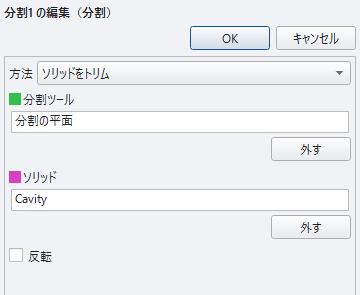 分割1の編集（分割）
OK
キャンセル
方法 ソリッドをトリム
分割ツール
分割の平面
外す
ソリッド
Cavity
外す
反転